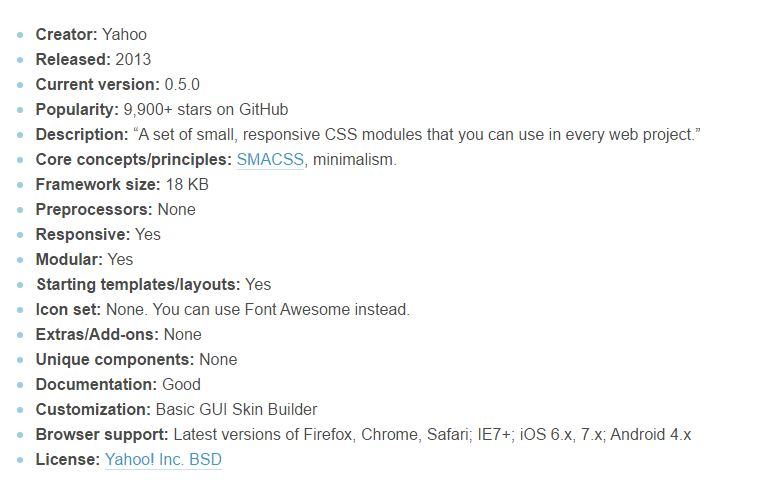 Creator: Yahoo
Released: 2013
Current version: 0.5.0
Popularity: 9,900+ stars on GitHub
Description: “A set of small, responsive CSS modules that you can use in every web project.”
Core concepts/principles: SMACSS, minimalism.
Framework size: 18 KB
Preprocessors: None
Responsive: Yes
Modular: Yes
Starting templates/layouts: Yes
Icon set: None. You can use Font Awesome instead.
Extras/Add-ons: None
Unique components: None
Documentation: Good
Customization: Basic GUI Skin Builder
Browser support: Latest versions of Firefox, Chrome, Safari; IE7+; iOS 6.x, 7.x; Android 4.x
License: Yahoo! Inc. BSD